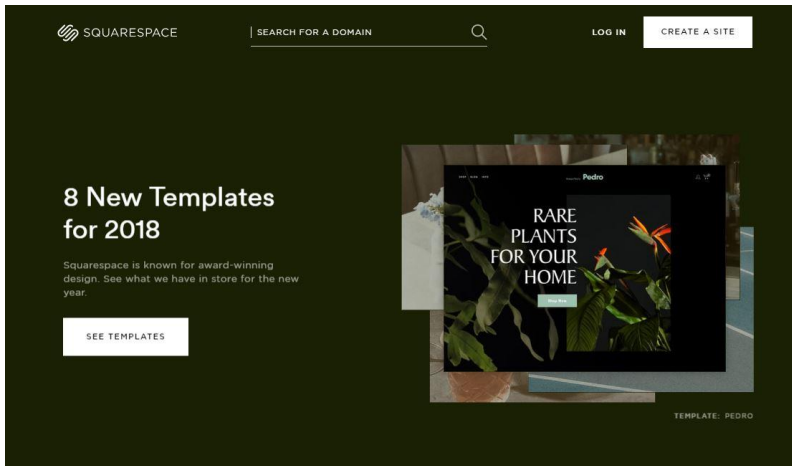 SQUARESPACE
SEARCH FOR A DOMAIN
LOG IN
CREATE A SITE
8 New Templates
for 2018
Squarespace is known for award-winning
design. See what we have in store for the new
year.
SEE TEMPLATES
Pedro
RARE
PLANTS
FOR YOUR
HOME
Shop Now
TEMPLATE: PEDRO